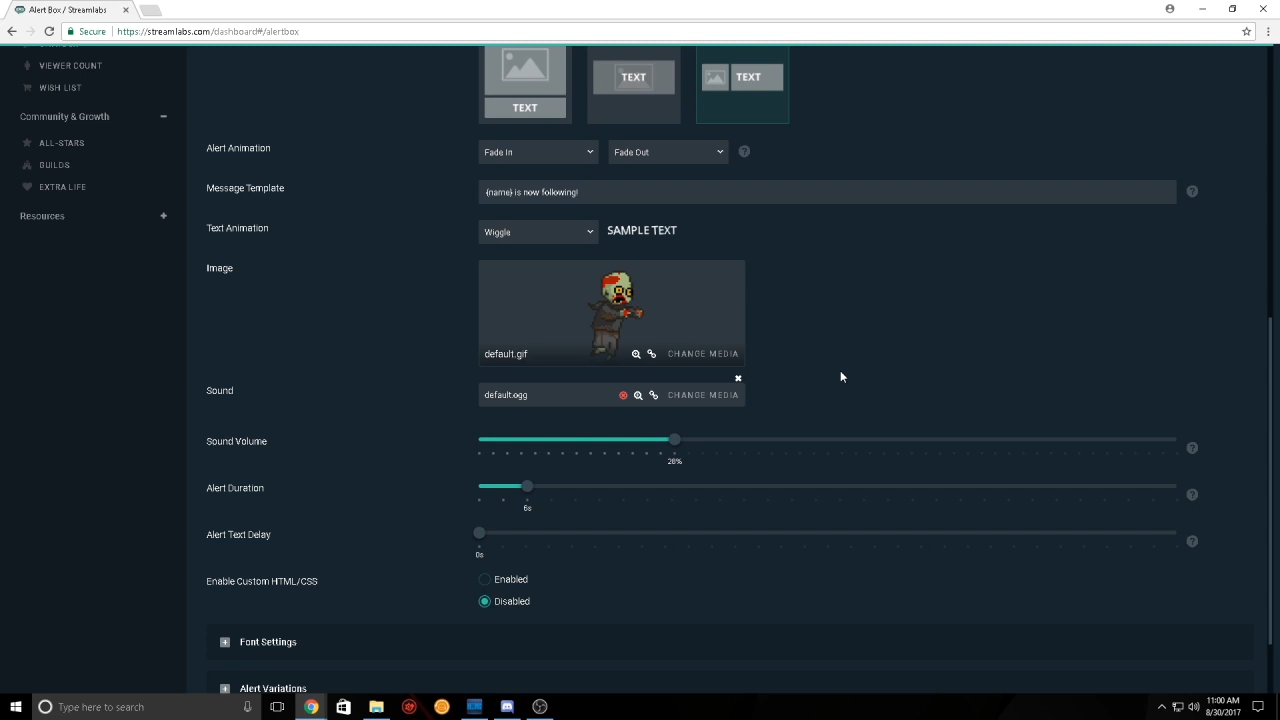 Alert Box / Streamlabs
Secure
https://streamlabs.com/dashboard#/alertbox
VIEWER COUNT
WISH LIST
Community & Growth
ALL-STARS
GUILDS
EXTRA LIFE
Resources
TEXT
TEXT
TEXT
Alert Animation
Fade In
Fade Out
Message Template
{name} is now following!
Text Animation
Wiggle
SAMPLE TEXT
Image
default.gif
CHANGE MEDIA
Sound
default.ogg
CHANGE MEDIA
Sound Volume
28%
Alert Duration
6s
Alert Text Delay
0s
Enable Custom HTML/CSS
Enabled
Disabled
Font Settings
Alert Variations
Type here to search
11:00 AM
8/30/2017